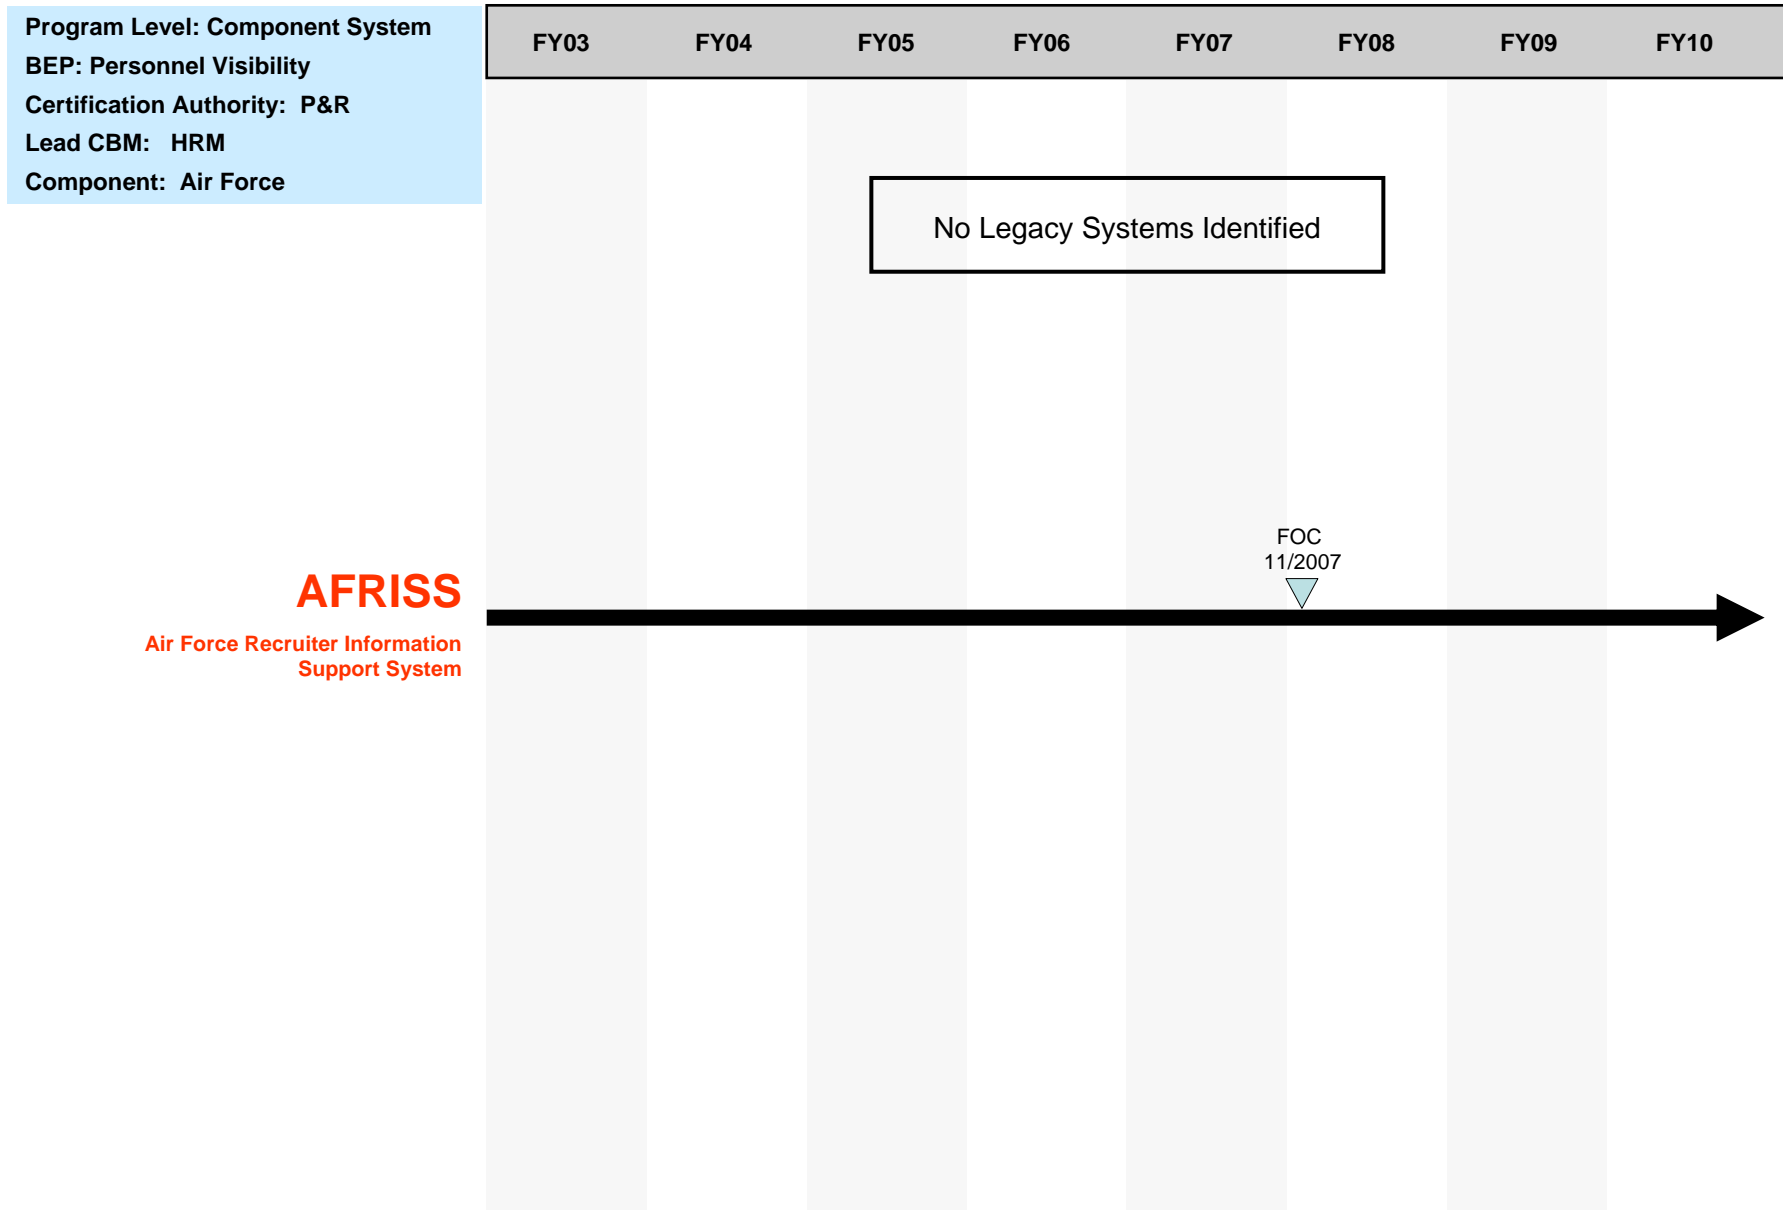 Program Level: Component System
BEP: Personnel Visibility
Certification Authority: P&R
Lead CBM: HRM
Component: Air Force
FY03 FY04 FY05 FY06 FY07 FY08 FY09 FY10
No Legacy Systems Identified
FOC
11/2007
AFRISS
Air Force Recruiter Information
Support System